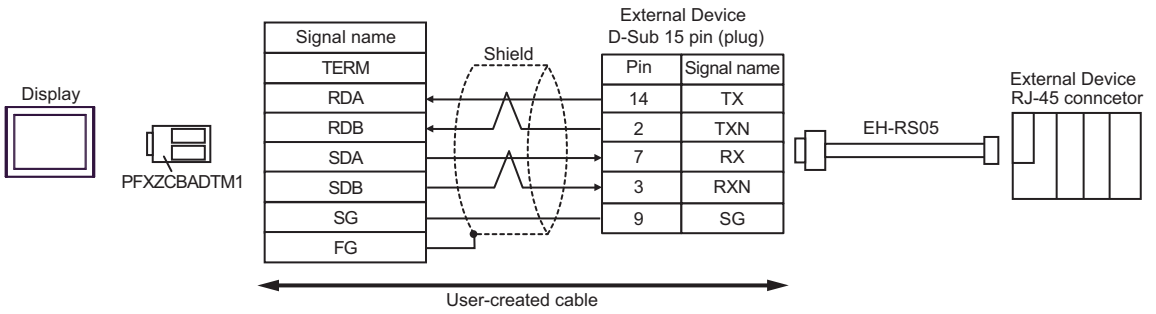 External Device
D-Sub 15 pin (plug)
Signal name
Shield
Pin Signal name
TERM
External Device
RJ-45 conncetor
Display
RDA
14 TX
RDB
2 TXN
EH-RS05
SDA
7 RX
PFXZCBADTM1
SDB
3 RXN
SG
9 SG
FG
User-created cable